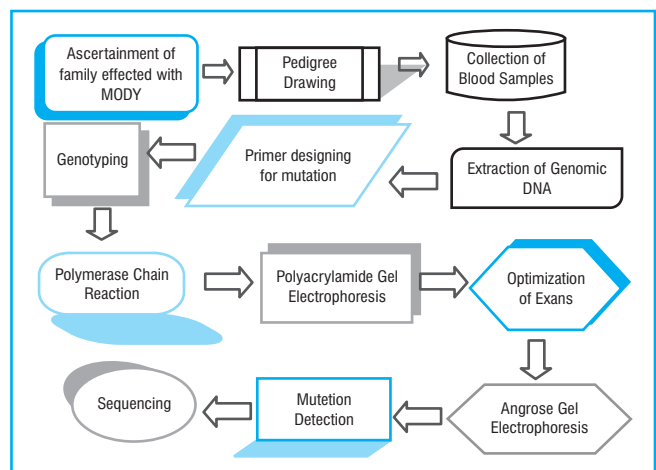 Ascertainment of
family effected with
MODY
Pedigree
Drawing
Collection of
Blood Samples
Extraction of Genomic
DNA
Primer designing
for mutation
Genotyping
Polymerase Chain
Reaction
Polyacrylamide Gel
Electrophoresis
Optimization
of Exans
Angrose Gel
Electrophoresis
Mutetion
Detection
Sequencing